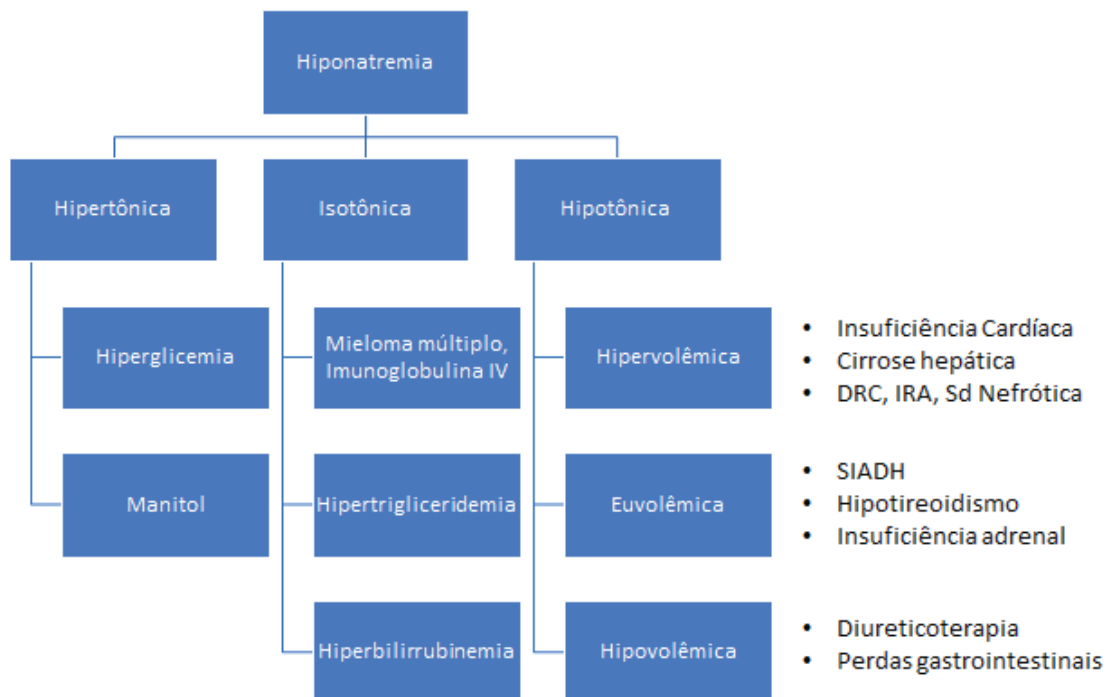 Hiponatremia
Hipertônica
Isotônica
Hipotônica
Hiperglicemia
Mieloma múltiplo,
Imunoglobulina IV
Hipervolêmica
• Insuficiência Cardíaca
• Cirrose hepática
• DRC, IRA, Sd Nefrótica
Manitol
Hipertrigliceridemia
Euvolêmica
• SIADH
• Hipotireoidismo
• Insuficiência adrenal
Hiperbilirrubinemia
Hipovolêmica
• Diureticoterapia
• Perdas gastrointestinais